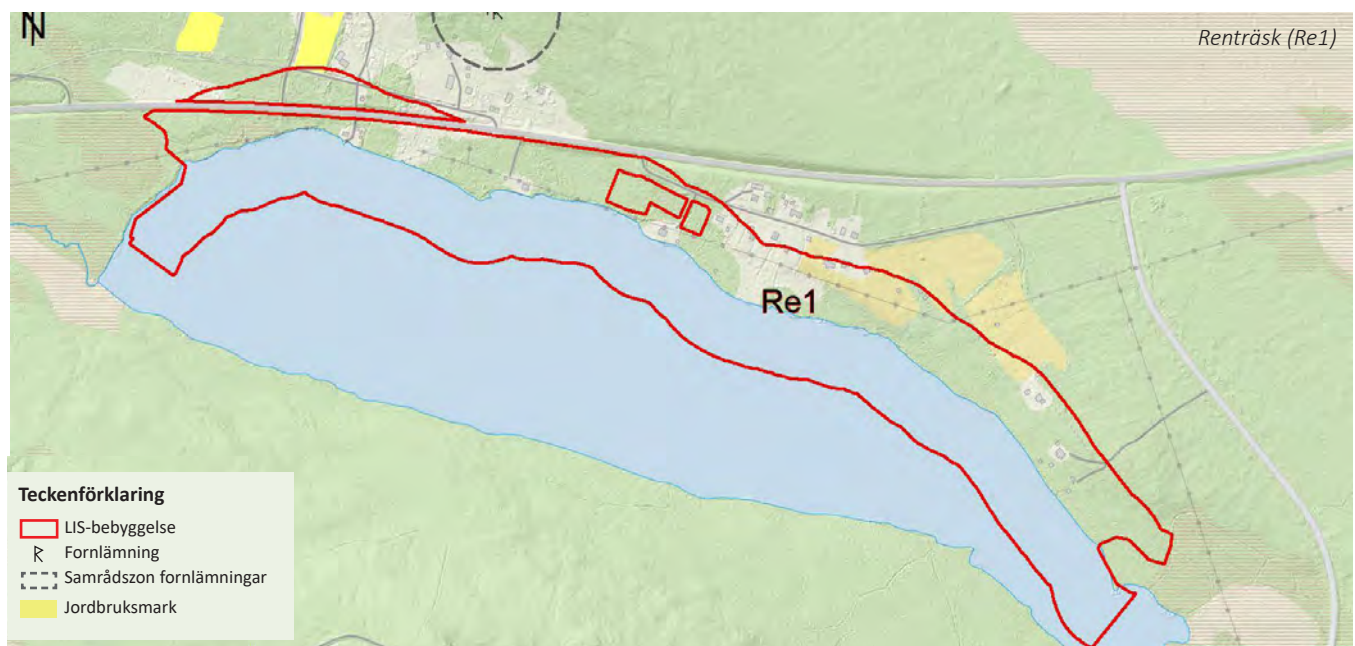 N
Renträsk (Re1)
Re1
Teckenförklaring
LIS-bebyggelse
Fornlämning
Samrådszon fornlämningar
Jordbruksmark